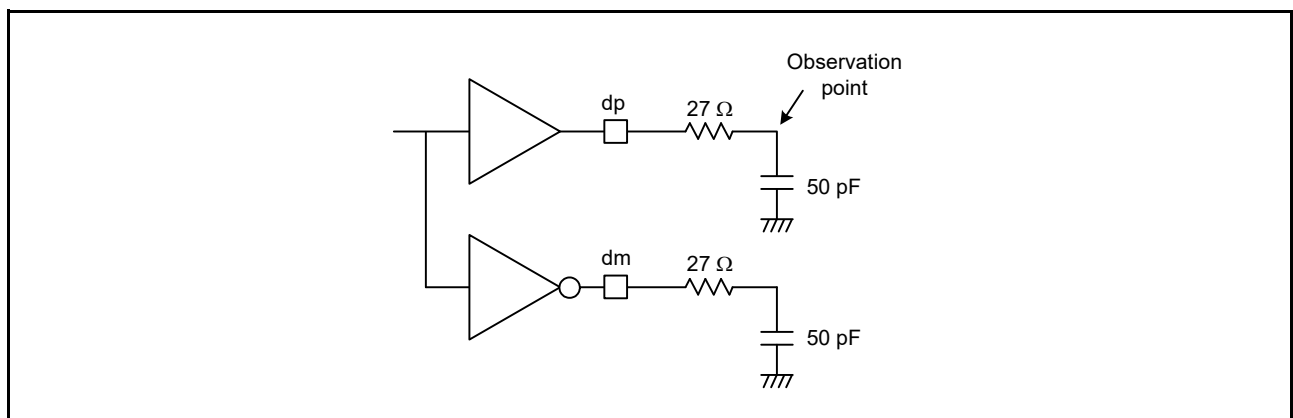 Observation
point
dp
27 Ω
50 pF
dm
27 Ω
50 pF